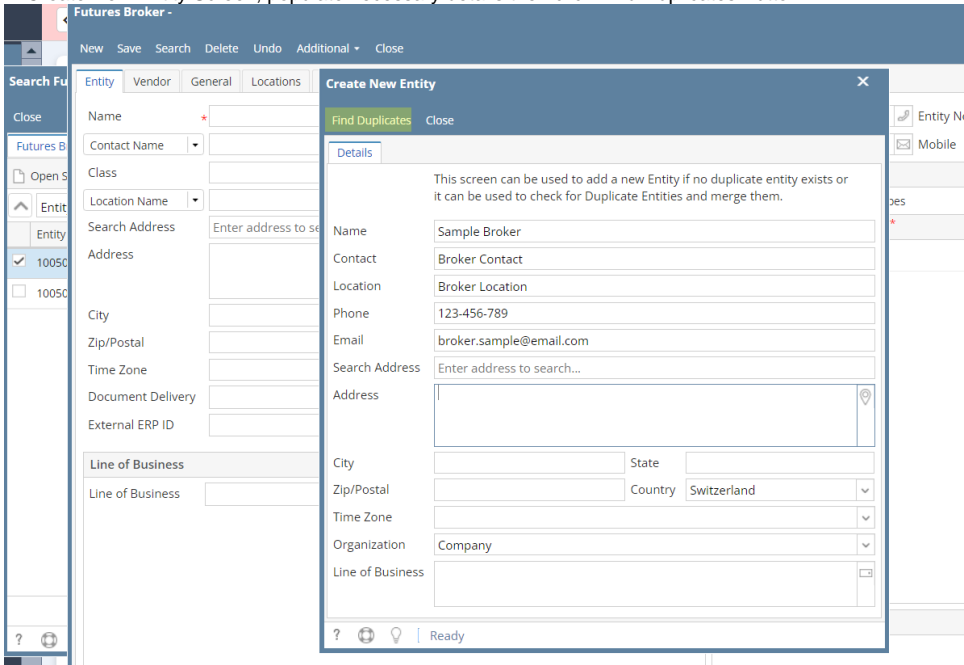 Futures Broker -
New Save Search Delete Undo Additional Close
Search Fu
Close
Futures B
Open S
Entit
Entity
10050
10050
Entity Vendor General Locations
Name *
Contact Name
Class
Location Name
Search Address Enter address to se
Address
City
Zip/Postal
Time Zone
Document Delivery
External ERP ID
Line of Business
Line of Business
Create New Entity
Find Duplicates Close
Details
This screen can be used to add a new Entity if no duplicate entity exists or
it can be used to check for Duplicate Entities and merge them.
Name Sample Broker
Contact Broker Contact
Location Broker Location
Phone 123-456-789
Email broker.sample@email.com
Search Address Enter address to search...
Address
City State
Zip/Postal Country Switzerland
Time Zone
Organization Company
Line of Business
? Ready
Entity N
Mobile
pes
*
?